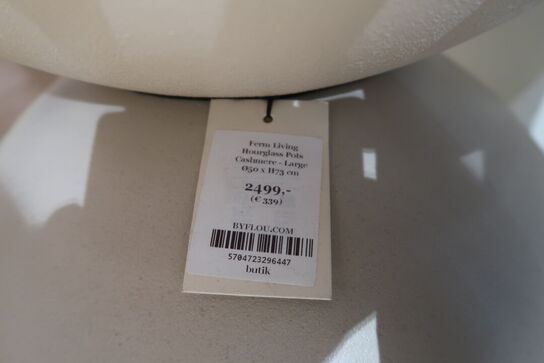 Ferm Living
Hourglass Pots
Cashmere - Large
Ø50 x H73 cm
2499,-
(€ 339)
BYFLOU.COM
5704723296447
butik